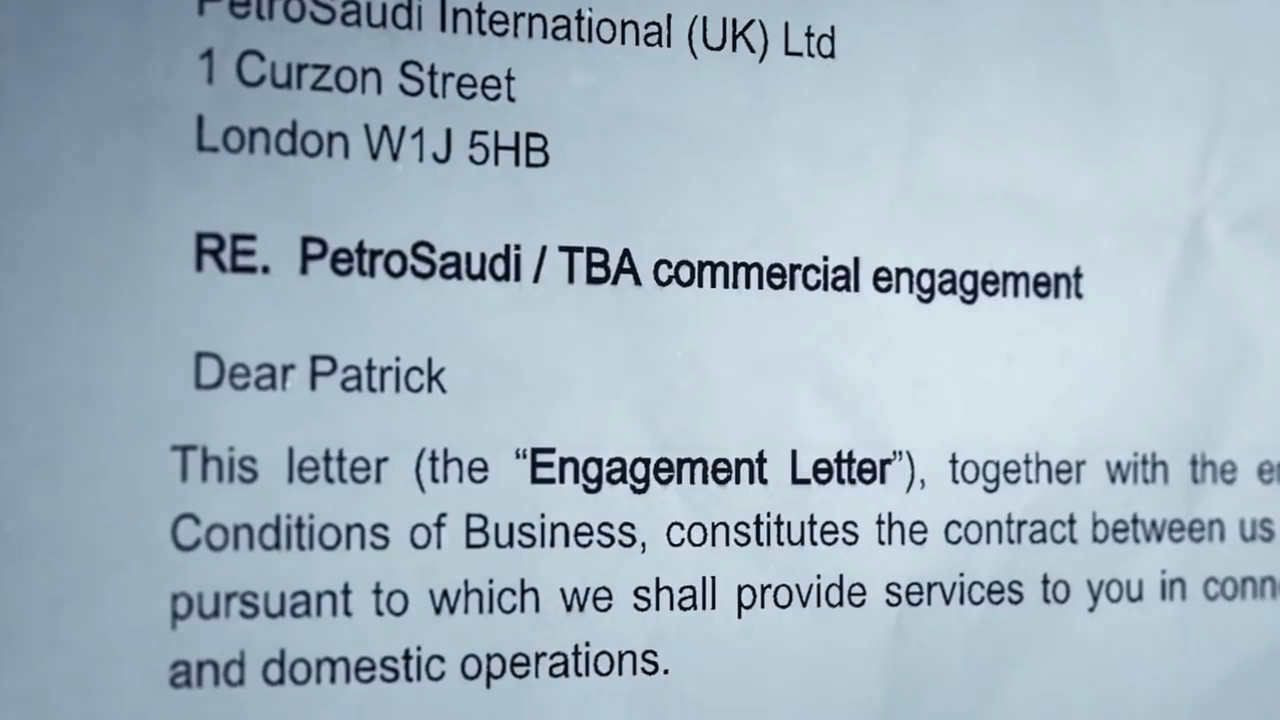 PetroSaudi International (UK) Ltd
1 Curzon Street
London W1J 5HB
RE. PetroSaudi / TBA commercial engagement
Dear Patrick
This letter (the “Engagement Letter”), together with the
Conditions of Business, constitutes the contract between us
pursuant to which we shall provide services to you in
and domestic operations.